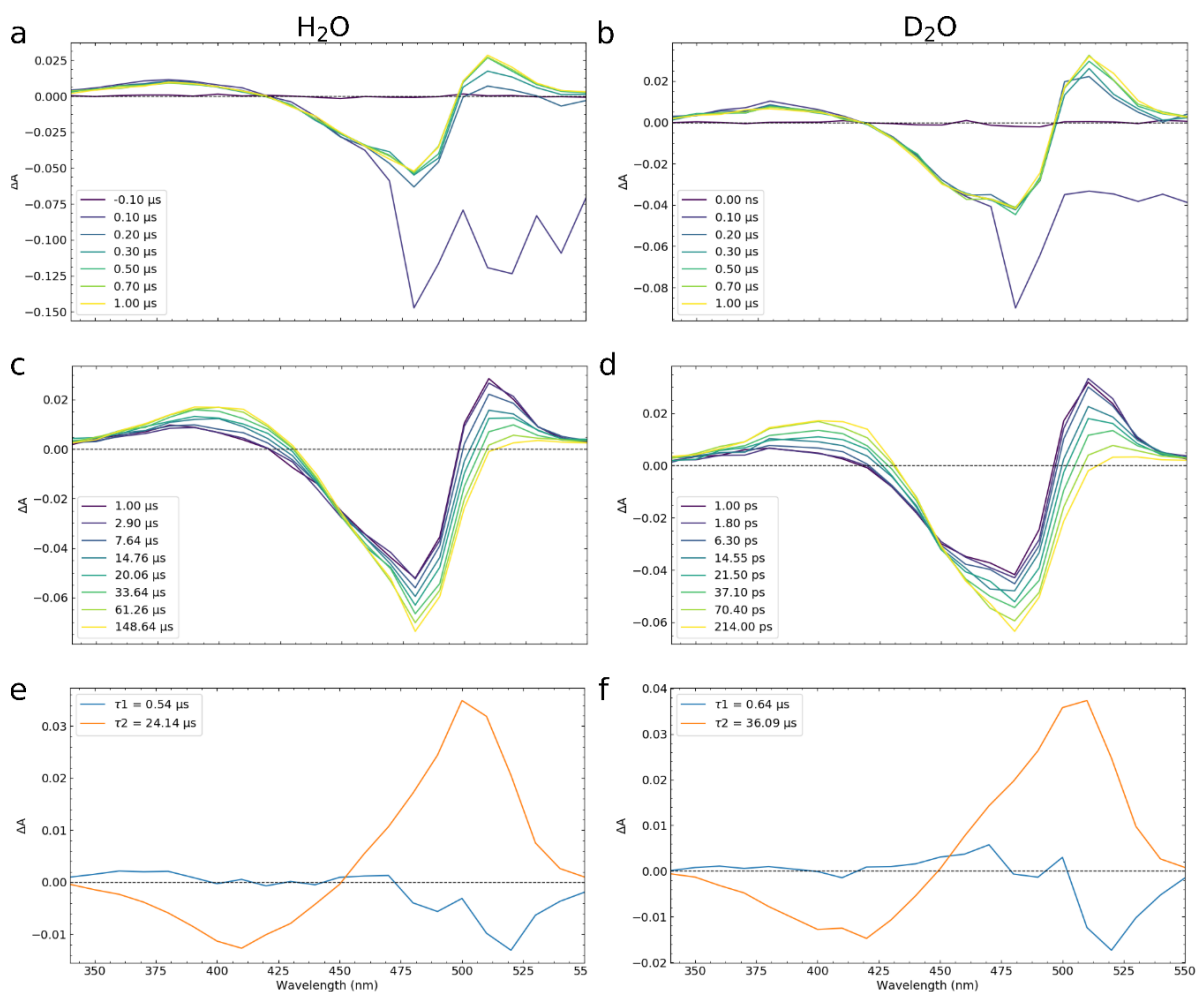 H₂O
D₂O
a
0.025
0.000
−0.025
−0.050
−0.075
−0.100
−0.125
−0.150
ΔA
-0.10 μs
0.10 μs
0.20 μs
0.30 μs
0.50 μs
0.70 μs
1.00 μs
b
0.02
0.00
−0.02
−0.04
−0.06
−0.08
ΔA
0.00 ns
0.10 μs
0.20 μs
0.30 μs
0.50 μs
0.70 μs
1.00 μs
c
0.02
0.00
−0.02
−0.04
−0.06
ΔA
1.00 μs
2.90 μs
7.64 μs
14.76 μs
20.06 μs
33.64 μs
61.26 μs
148.64 μs
d
0.02
0.00
−0.02
−0.04
−0.06
ΔA
1.00 ps
1.80 ps
6.30 ps
14.55 ps
21.50 ps
37.10 ps
70.40 ps
214.00 ps
e
0.03
0.02
0.01
0.00
−0.01
ΔA
τ1 = 0.54 μs
τ2 = 24.14 μs
350 375 400 425 450 475 500 525 55
Wavelength (nm)
f
0.04
0.03
0.02
0.01
0.00
−0.01
−0.02
ΔA
τ1 = 0.64 μs
τ2 = 36.09 μs
350 375 400 425 450 475 500 525 550
Wavelength (nm)